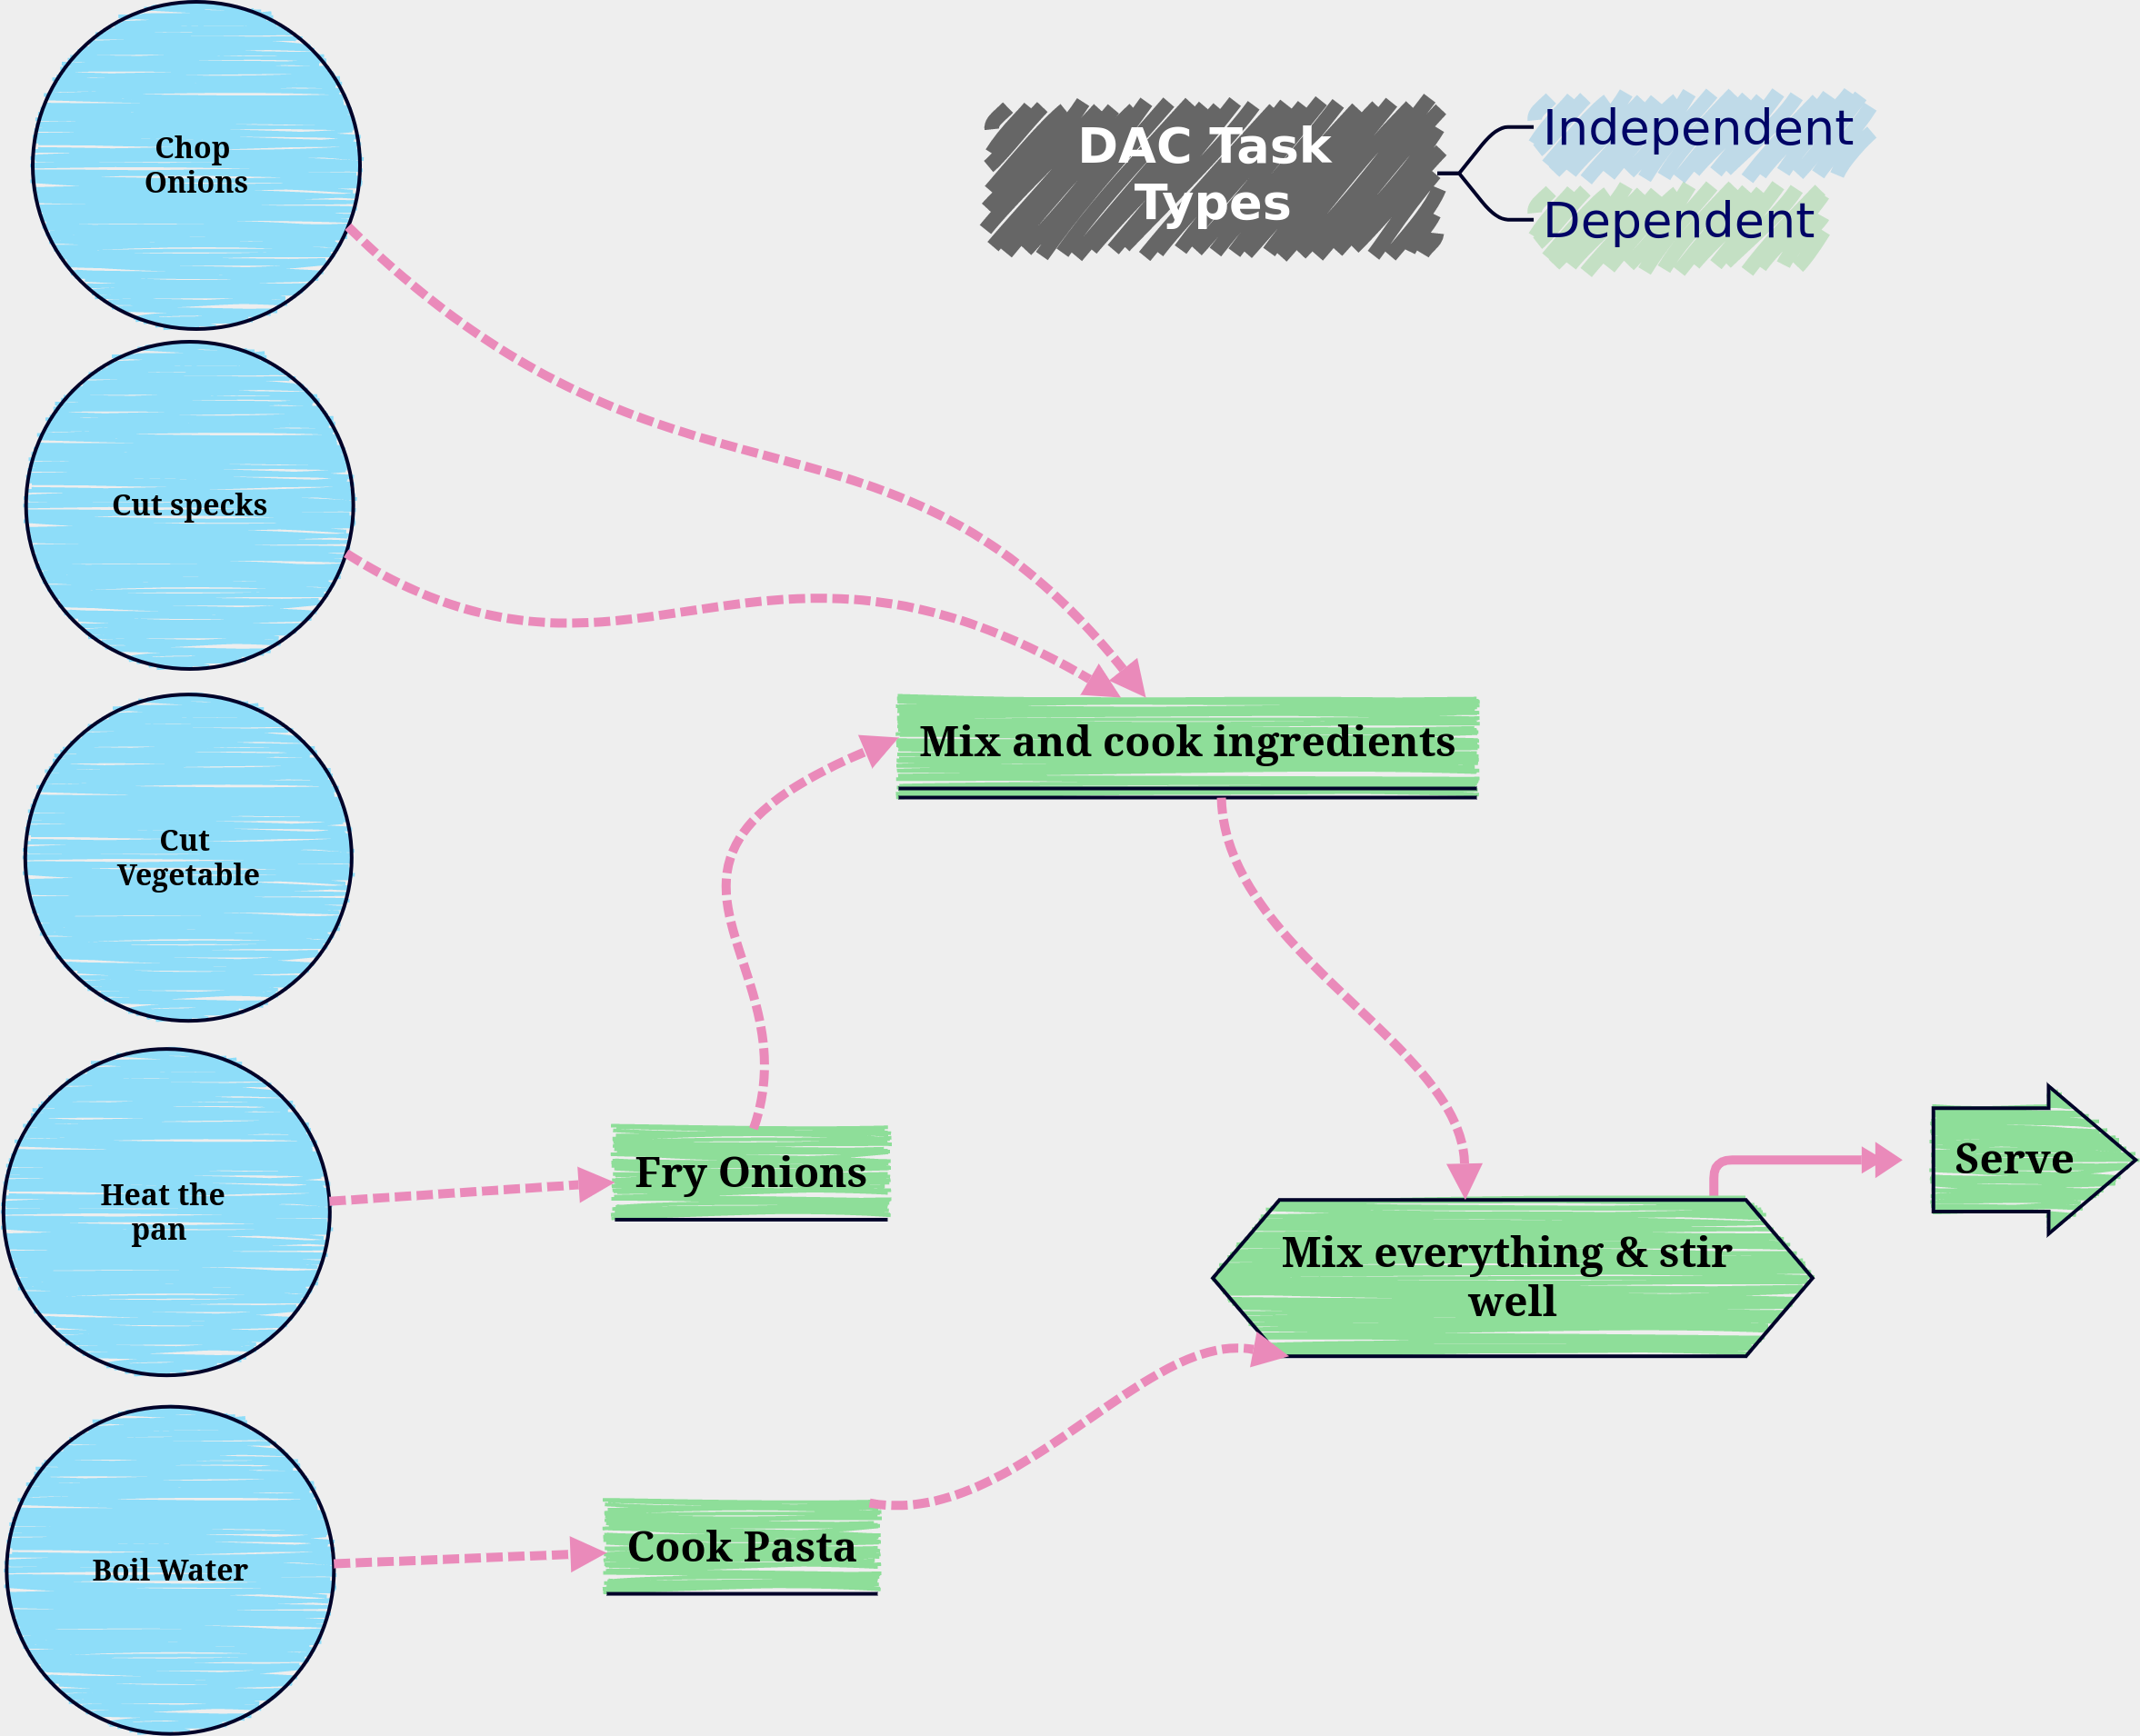 Chop
Onions
DAC Task
Types
Independent
Dependent
Cut specks
Mix and cook ingredients
Cut
Vegetable
Heat the
pan
Fry Onions
Serve
Mix everything & stir
well
Boil Water
Cook Pasta